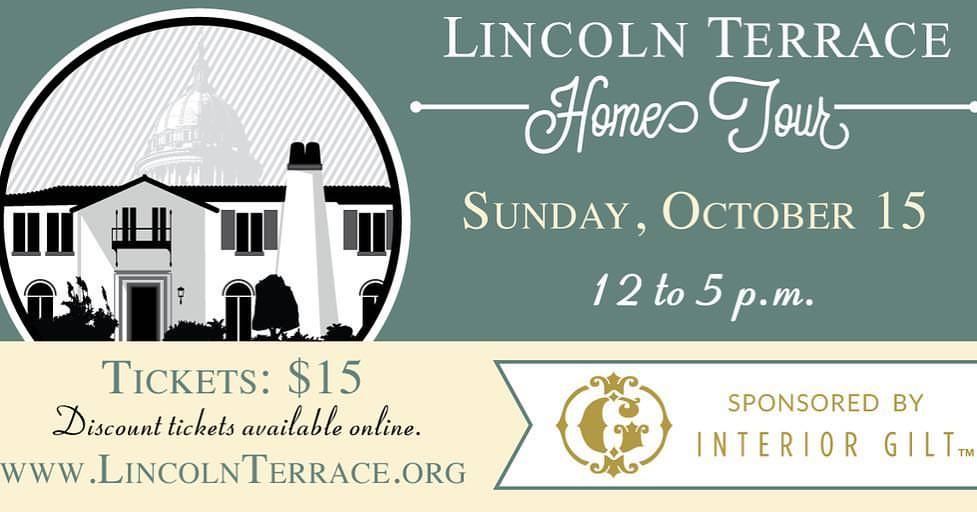 LINCOLN TERRACE
Home Tour
SUNDAY, OCTOBER 15
12 to 5 p.m.
TICKETS: $15
Discount tickets available online.
WWW.LINCOLNTERRACE.ORG
G
SPONSORED BY
INTERIOR GILT™